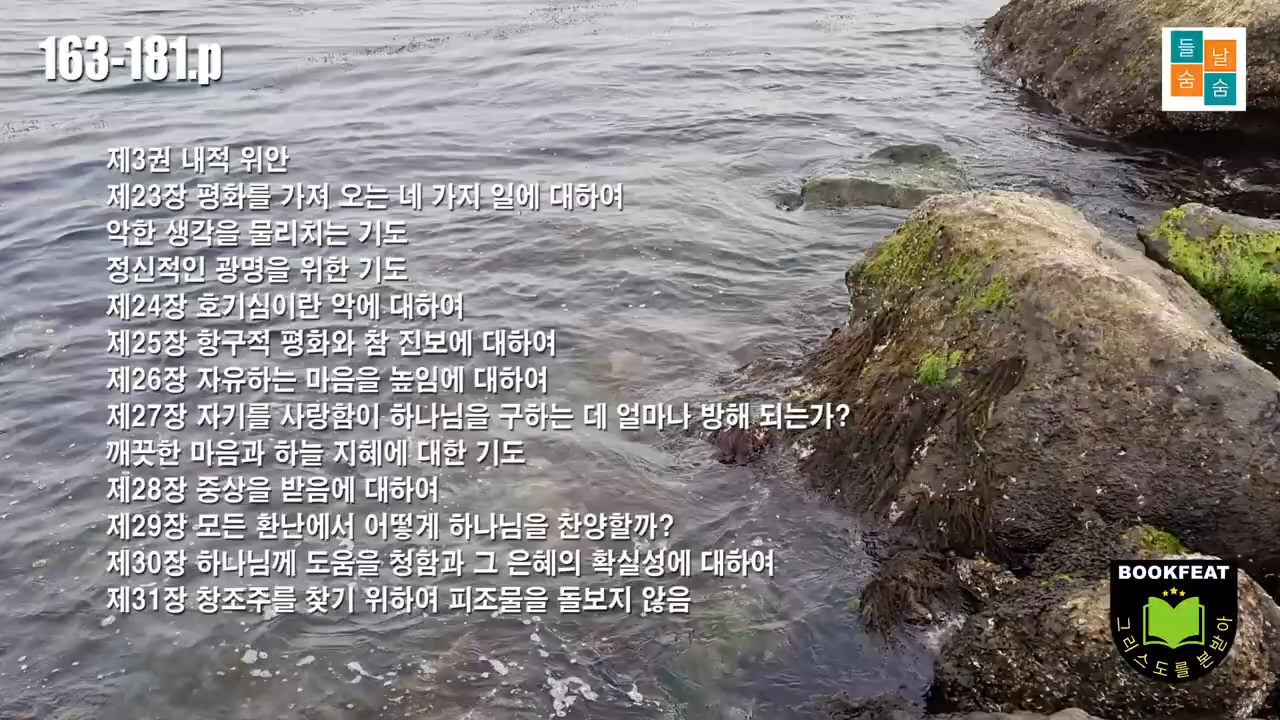 163-181.p
들 날
숨 숨
제3권 내적 위안
제23장 평화를 가져 오는 네 가지 일에 대하여
악한 생각을 물리치는 기도
정신적인 광명을 위한 기도
제24장 호기심이란 악에 대하여
제25장 항구적 평화와 참 진보에 대하여
제26장 자유하는 마음을 높임에 대하여
제27장 자기를 사랑함이 하나님을 구하는 데 얼마나 방해 되는가?
깨끗한 마음과 하늘 지혜에 대한 기도
제28장 중상을 받음에 대하여
제29장 모든 환난에서 어떻게 하나님을 찬양할까?
제30장 하나님께 도움을 청함과 그 은혜의 확실성에 대하여
제31장 창조주를 찾기 위하여 피조물을 돌보지 않음
BOOKFEAT
그리스도를 본받아